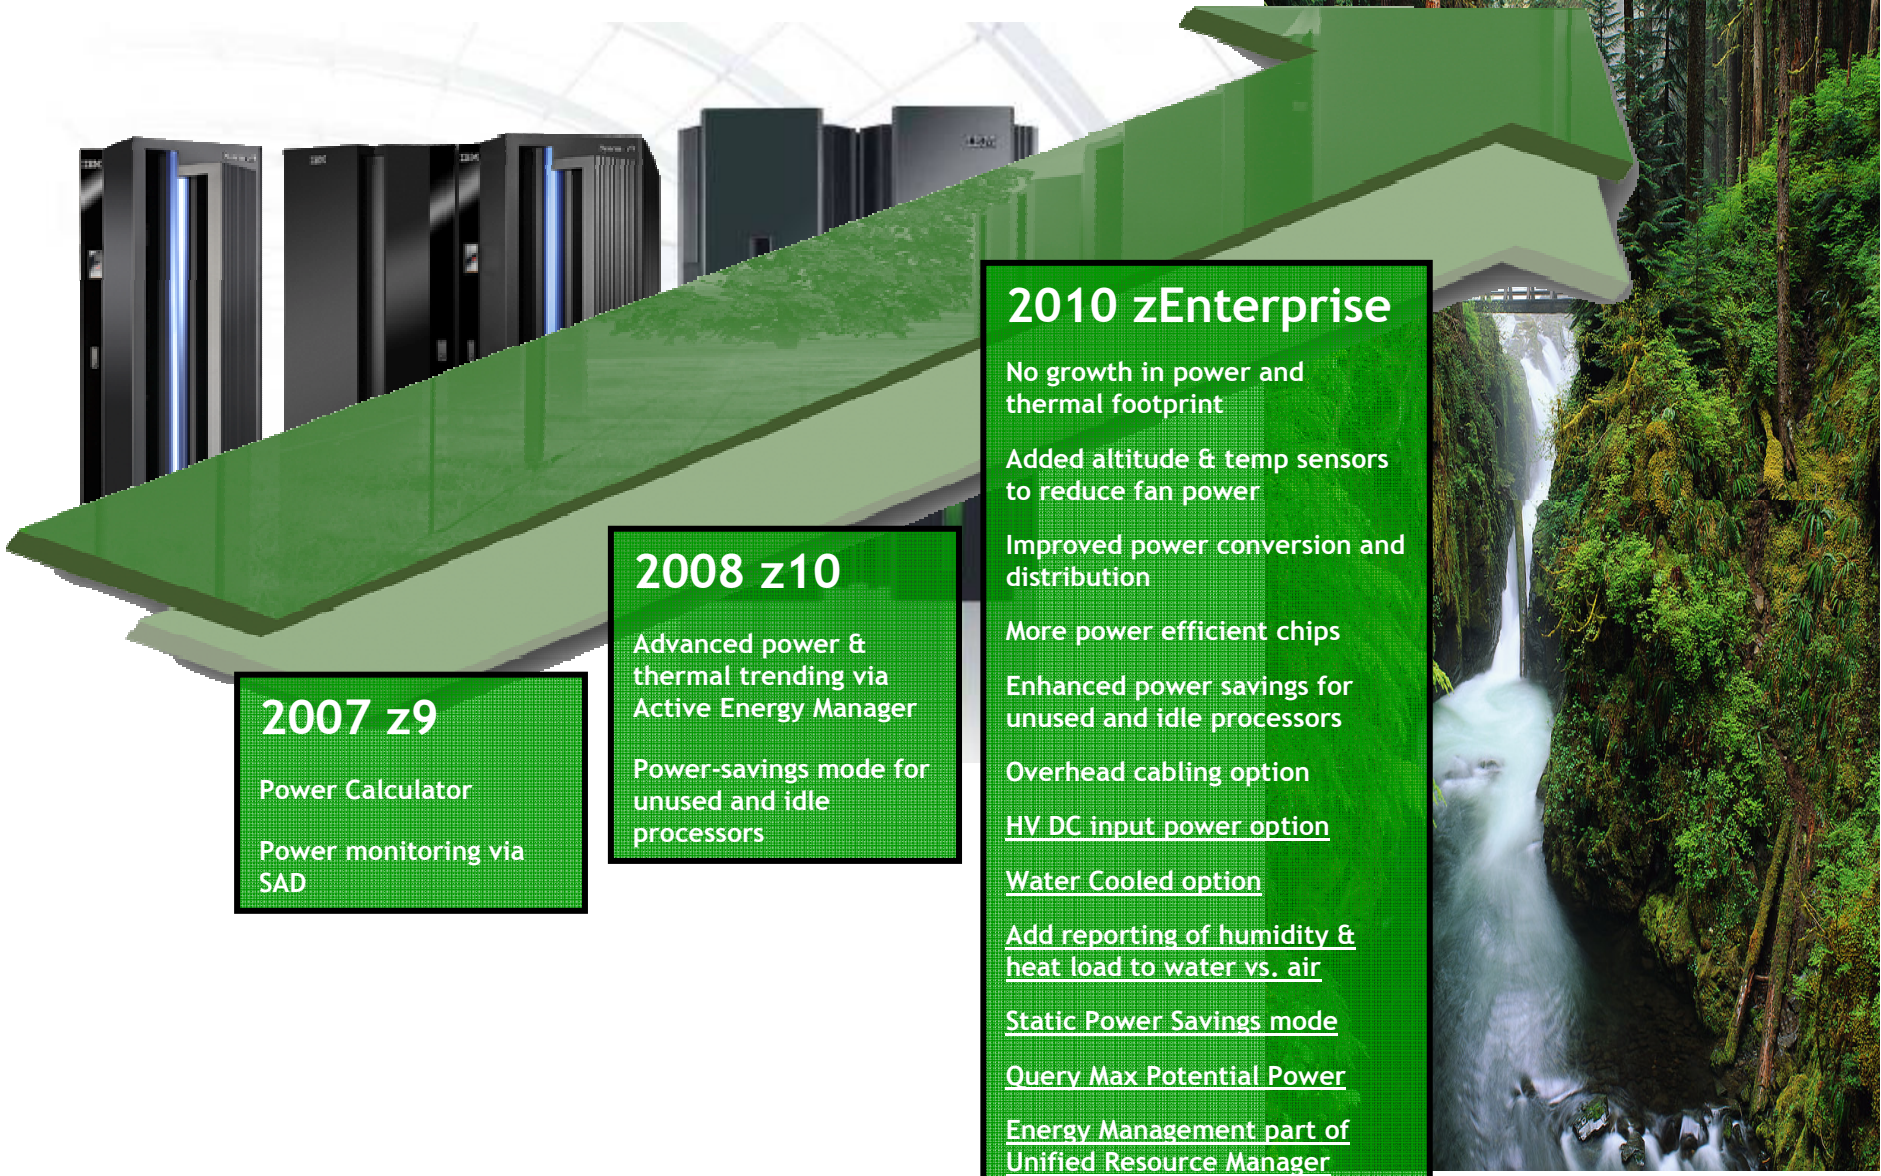 IBM
IBM
IBM
IBM
2010 zEnterprise
No growth in power and
thermal footprint
Added altitude & temp sensors
to reduce fan power
Improved power conversion and
distribution
More power efficient chips
Enhanced power savings for
unused and idle processors
Overhead cabling option
HV DC input power option
Water Cooled option
Add reporting of humidity &
heat load to water vs. air
Static Power Savings mode
Query Max Potential Power
Energy Management part of
Unified Resource Manager
2008 z10
Advanced power &
thermal trending via
Active Energy Manager
Power-savings mode for
unused and idle
processors
2007 z9
Power Calculator
Power monitoring via
SAD